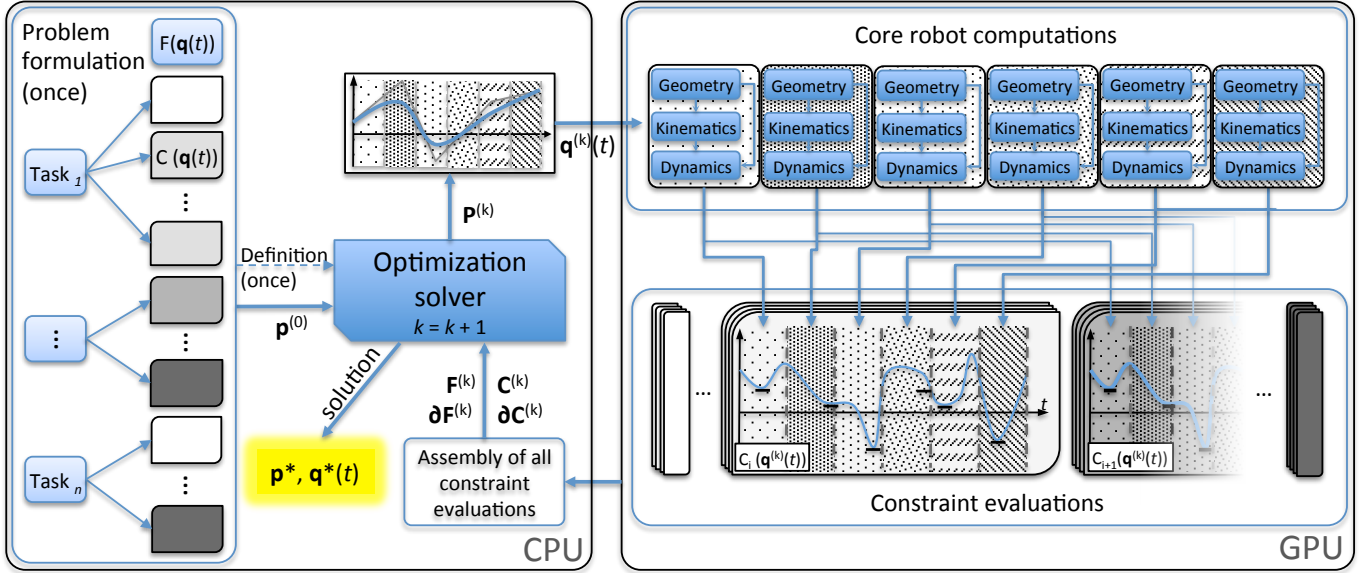 Problem
formulation
(once)
F(q(t))
Task 1
C (q(t))
...
...
...
Task n
...
Definition
(once)
p(0)
P(k)
q(k)(t)
Optimization
solver
k = k + 1
solution
p*, q*(t)
F(k) C(k)
∂F(k) ∂C(k)
Assembly of all
constraint
evaluations
CPU
Core robot computations
Geometry Geometry Geometry Geometry Geometry Geometry
Kinematics Kinematics Kinematics Kinematics Kinematics Kinematics
Dynamics Dynamics Dynamics Dynamics Dynamics Dynamics
...
t
Ci (q(k)(t))
Ci+1(q(k)(t))
...
Constraint evaluations
GPU